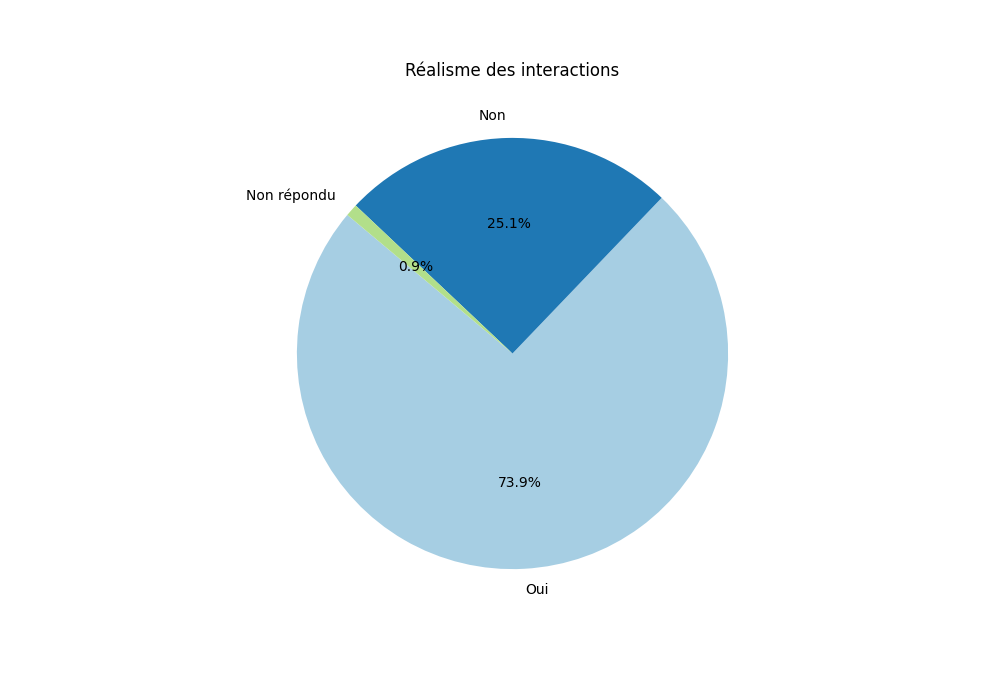 Réalisme des interactions
Non
Non répondu
25.1%
0.9%
73.9%
Oui